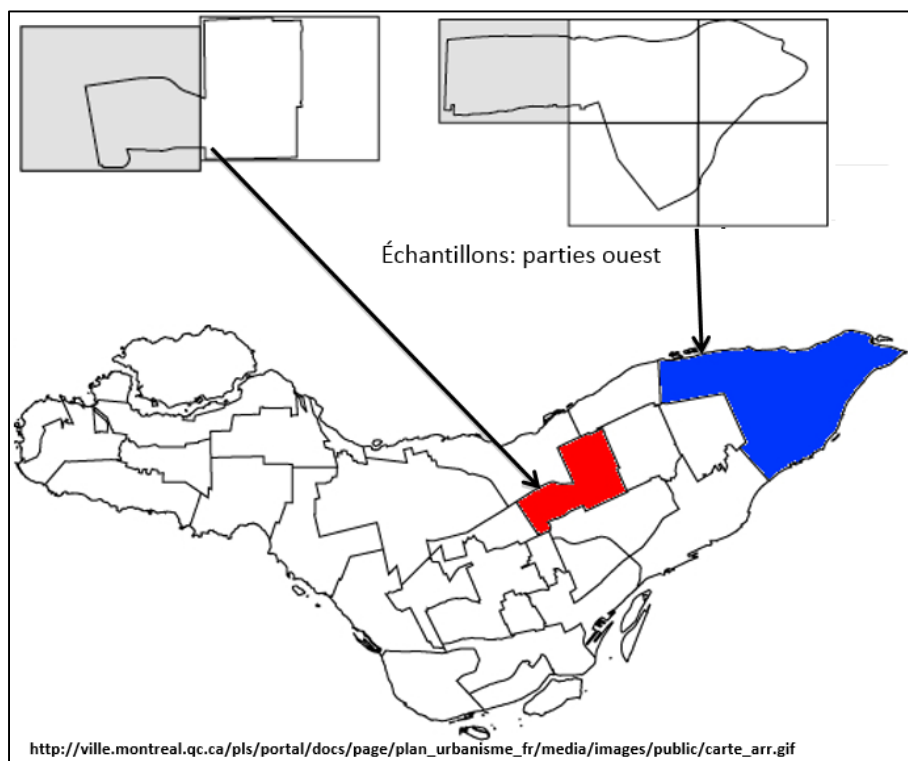 Échantillons: parties ouest
http://ville.montreal.qc.ca/pls/portal/docs/page/plan_urbanisme_fr/media/images/public/carte_arr.gif